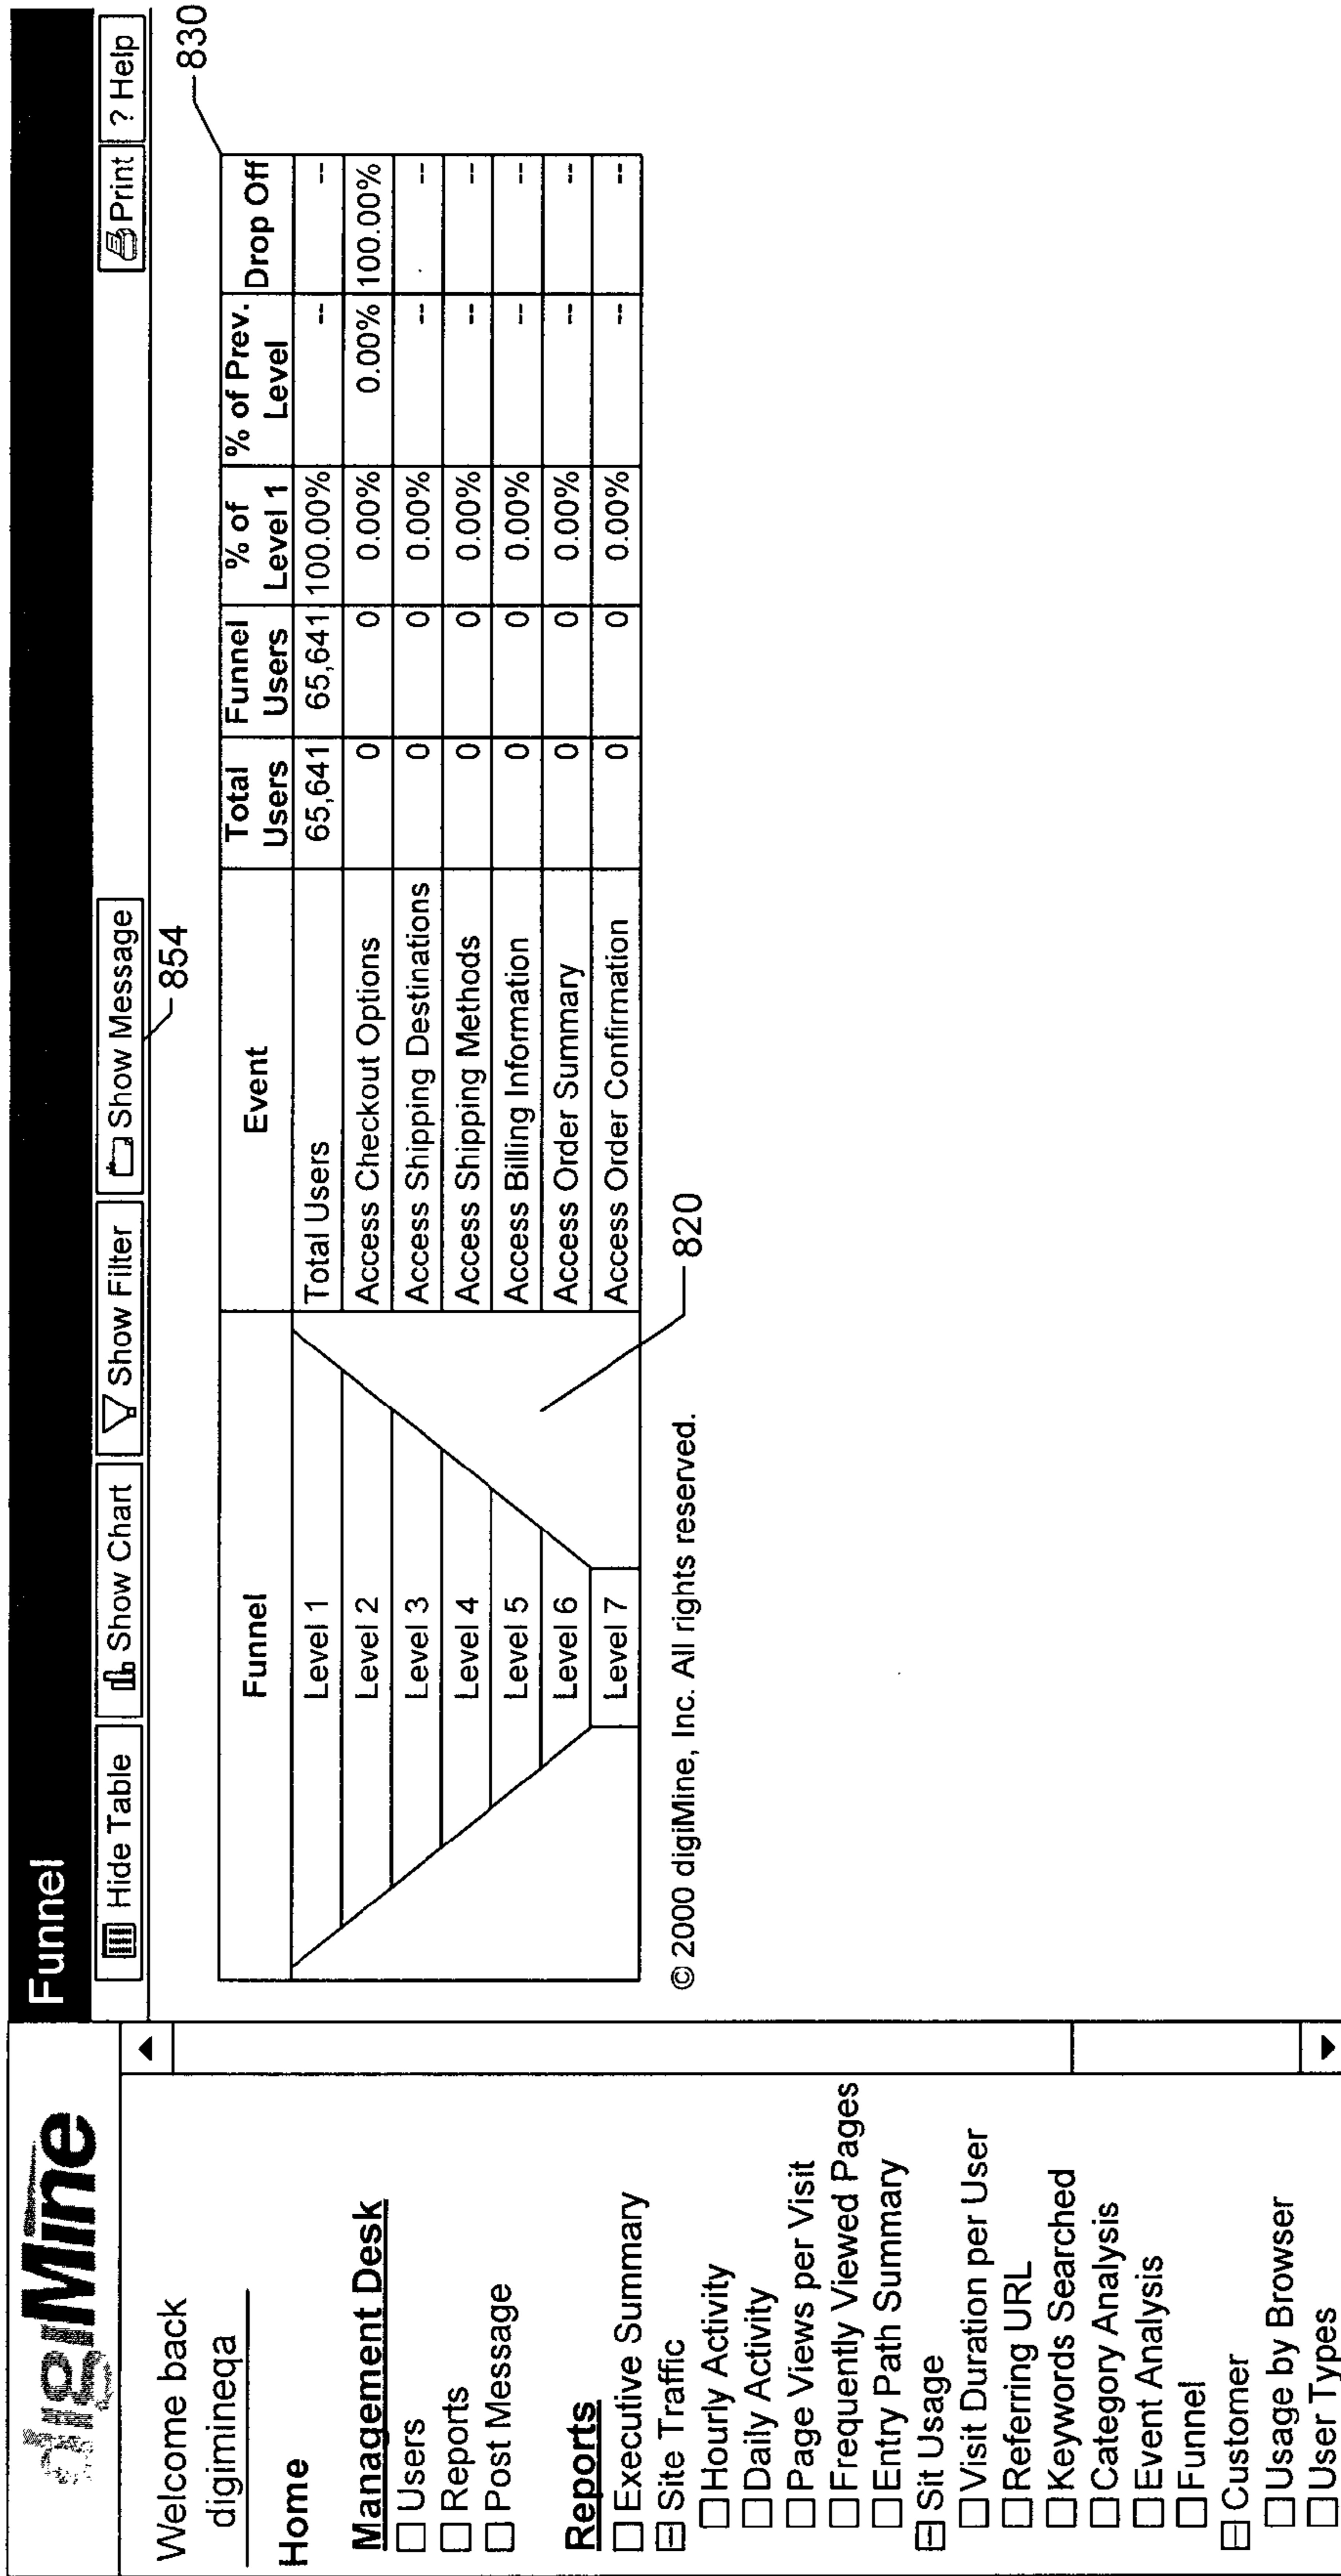 digiMine
Welcome back
digimineqa
Home
Management Desk
Users
Reports
Post Message
Reports
Executive Summary
Site Traffic
Hourly Activity
Daily Activity
Page Views per Visit
Frequently Viewed Pages
Entry Path Summary
Sit Usage
Visit Duration per User
Referring URL
Keywords Searched
Category Analysis
Event Analysis
Funnel
Customer
Usage by Browser
User Types
Funnel
Hide Table Show Chart Show Filter Show Message Print ? Help
854
830
Funnel Event Total Users Funnel Users % of Level 1 % of Prev. Level Drop Off
Level 1 Total Users 65,641 65,641 100.00% -- --
Level 2 Access Checkout Options 0 0 0.00% 0.00% 100.00%
Level 3 Access Shipping Destinations 0 0 0.00% -- --
Level 4 Access Shipping Methods 0 0 0.00% -- --
Level 5 Access Billing Information 0 0 0.00% -- --
Level 6 Access Order Summary 0 0 0.00% -- --
Level 7 Access Order Confirmation 0 0 0.00% -- --
820
© 2000 digiMine, Inc. All rights reserved.